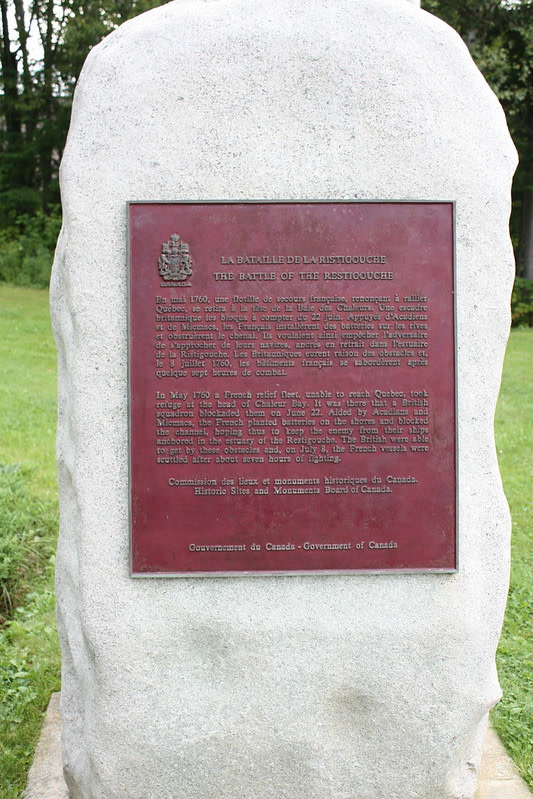 LA BATAILLE DE LA RISTIGOUCHE
THE BATTLE OF THE RESTIGOUCHE
En mai 1760, une flotille de secours française, renonçant à rallier
Québec, se retira à la tête de la Baie des Chaleurs. Une escadre
britannique les bloqua à compter du 22 juin. Appuyés d'Acadiens
et de Micmacs, les Français installèrent des batteries sur les rives
et obstruèrent le chenal. Ils voulaient ainsi empêcher l'adversaire
de s'approcher de leurs navires, ancrés en retrait dans l'estuaire
de la Ristigouche. Les Britanniques eurent raison des obstacles et,
le 8 juillet 1760, les bâtiments français se sabordèrent après
quelque sept heures de combat.
In May 1760 a French relief fleet, unable to reach Quebec, took
refuge at the head of Chaleur Bay. It was there that a British
squadron blockaded them on June 22. Aided by Acadians and
Micmacs, the French planted batteries on the shores and blocked
the channel, hoping thus to keep the enemy from their ships
anchored in the estuary of the Restigouche. The British were able
to get by these obstacles and, on July 8, the French vessels were
scuttled after about seven hours of fighting.
Commission des lieux et monuments historiques du Canada.
Historic Sites and Monuments Board of Canada.
Gouvernement du Canada - Government of Canada